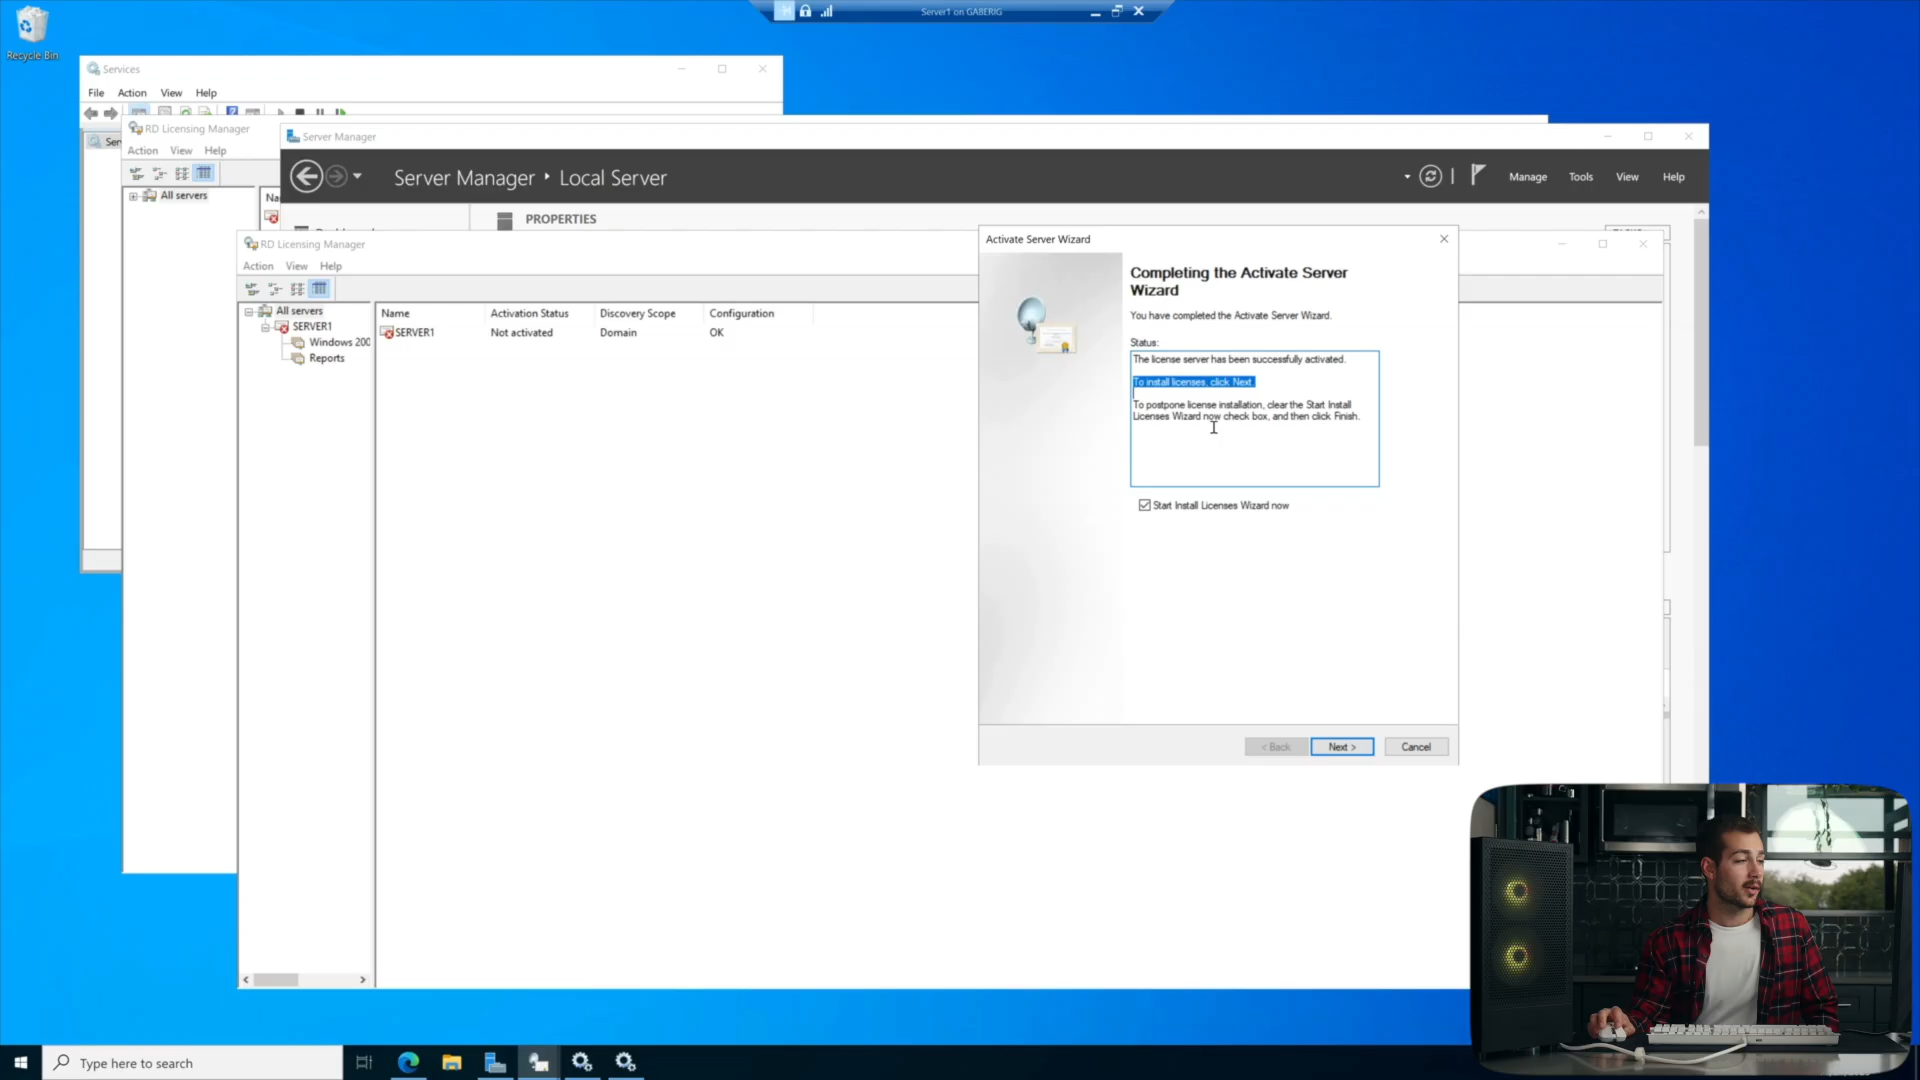 Server1 on GABERIG
Recycle Bin
Services
File Action View Help
Ser
RD Licensing Manager
Action View Help
All servers
Na
Server Manager
Server Manager • Local Server
Manage Tools View Help
PROPERTIES
RD Licensing Manager
Action View Help
All servers
SERVER1
Windows 200
Reports
Name Activation Status Discovery Scope Configuration
SERVER1 Not activated Domain OK
Activate Server Wizard
Completing the Activate Server
Wizard
You have completed the Activate Server Wizard.
Status:
The license server has been successfully activated.
To install licenses, click Next.
To postpone license installation, clear the Start Install
Licenses Wizard now check box, and then click Finish.
Start Install Licenses Wizard now
< Back Next > Cancel
Type here to search